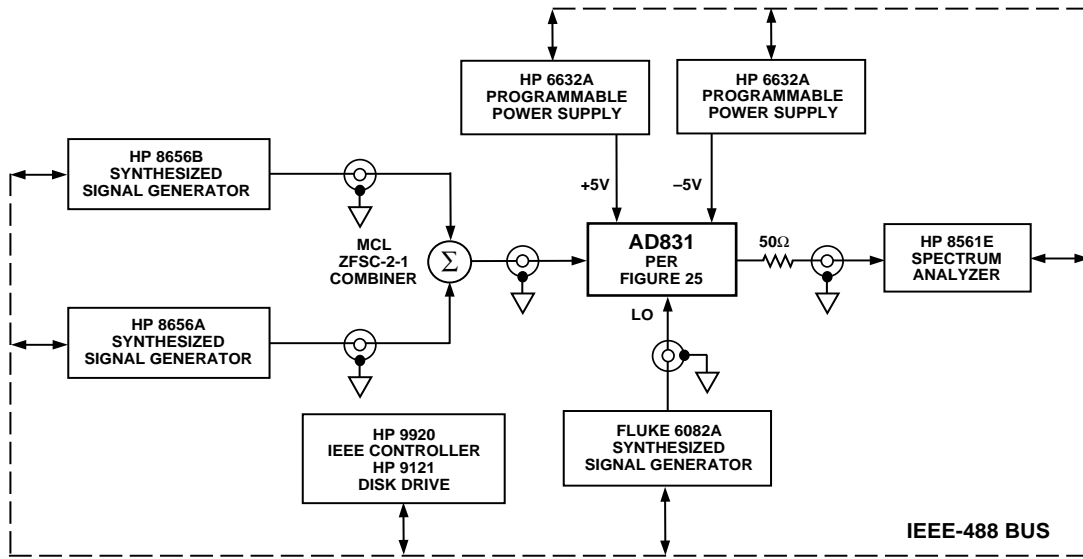 HP 6632A
PROGRAMMABLE
POWER SUPPLY
HP 6632A
PROGRAMMABLE
POWER SUPPLY
HP 8656B
SYNTHESIZED
SIGNAL GENERATOR
+5V
–5V
MCL
ZFSC-2-1
COMBINER
Σ
AD831
PER
FIGURE 25
50Ω
HP 8561E
SPECTRUM
ANALYZER
HP 8656A
SYNTHESIZED
SIGNAL GENERATOR
LO
HP 9920
IEEE CONTROLLER
HP 9121
DISK DRIVE
FLUKE 6082A
SYNTHESIZED
SIGNAL GENERATOR
IEEE-488 BUS